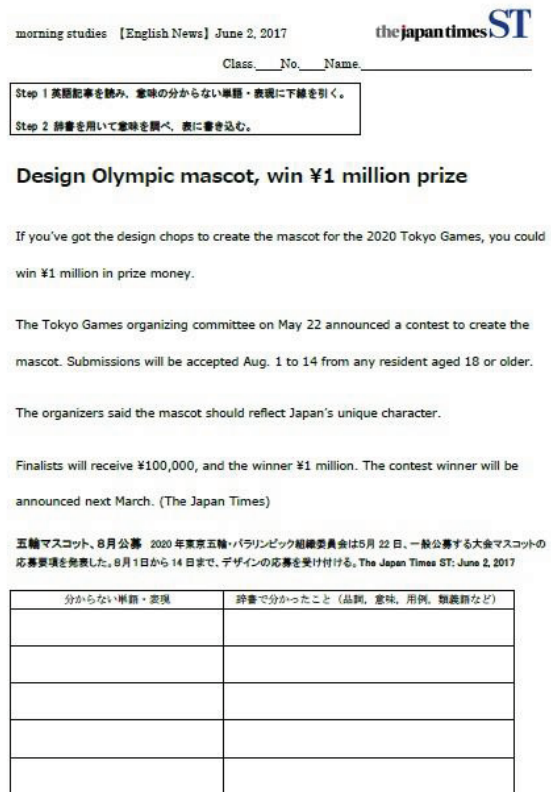 morning studies 【English News】June 2, 2017
the japan times ST
Class.____No.____Name.____________________
Step 1 英語記事を読み、意味の分からない単語・表現に下線を引く。
Step 2 辞書を用いて意味を調べ、表に書き込む。
Design Olympic mascot, win ¥1 million prize
If you've got the design chops to create the mascot for the 2020 Tokyo Games, you could
win ¥1 million in prize money.
The Tokyo Games organizing committee on May 22 announced a contest to create the
mascot. Submissions will be accepted Aug. 1 to 14 from any resident aged 18 or older.
The organizers said the mascot should reflect Japan's unique character.
Finalists will receive ¥100,000, and the winner ¥1 million. The contest winner will be
announced next March. (The Japan Times)
五輪マスコット、8月公募 2020 年東京五輪・パラリンピック組織委員会は5月 22 日、一般公募する大会マスコットの
応募要項を発表した。8月1日から 14 日まで、デザインの応募を受け付ける。The Japan Times ST: June 2, 2017
分からない単語・表現
辞書で分かったこと（品詞，意味，用例，類義語など）